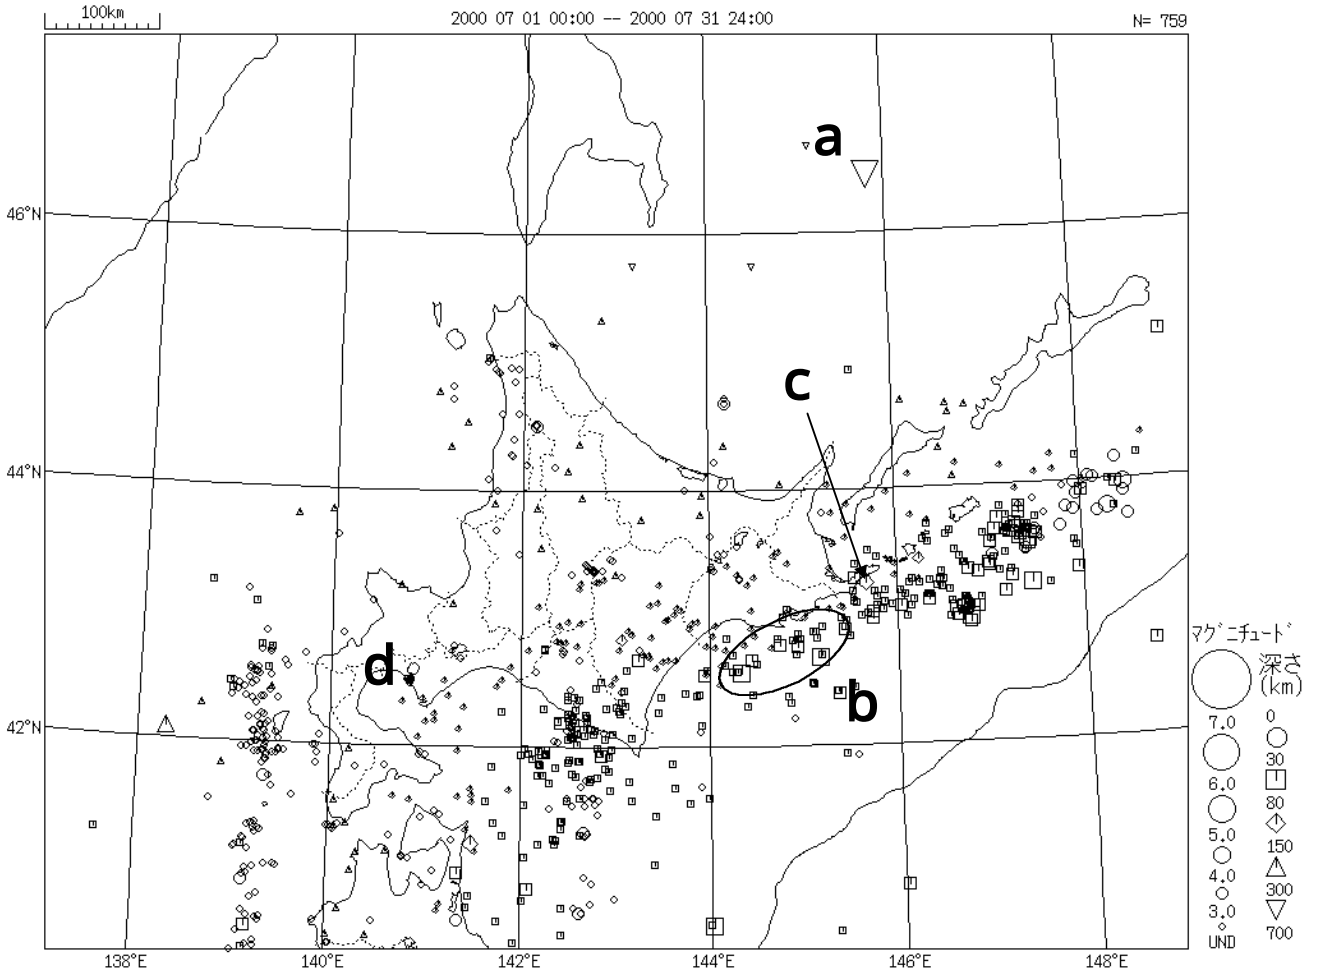 100km
2000 07 01 00:00 -- 2000 07 31 24:00
N= 759
a
46°N
c
44°N
d
b
42°N
138°E
140°E
142°E
144°E
146°E
148°E
ﾏｸﾞﾆﾁｭｰﾄﾞ
7.0
6.0
5.0
4.0
3.0
UND
深さ
(km)
0
30
80
150
300
700